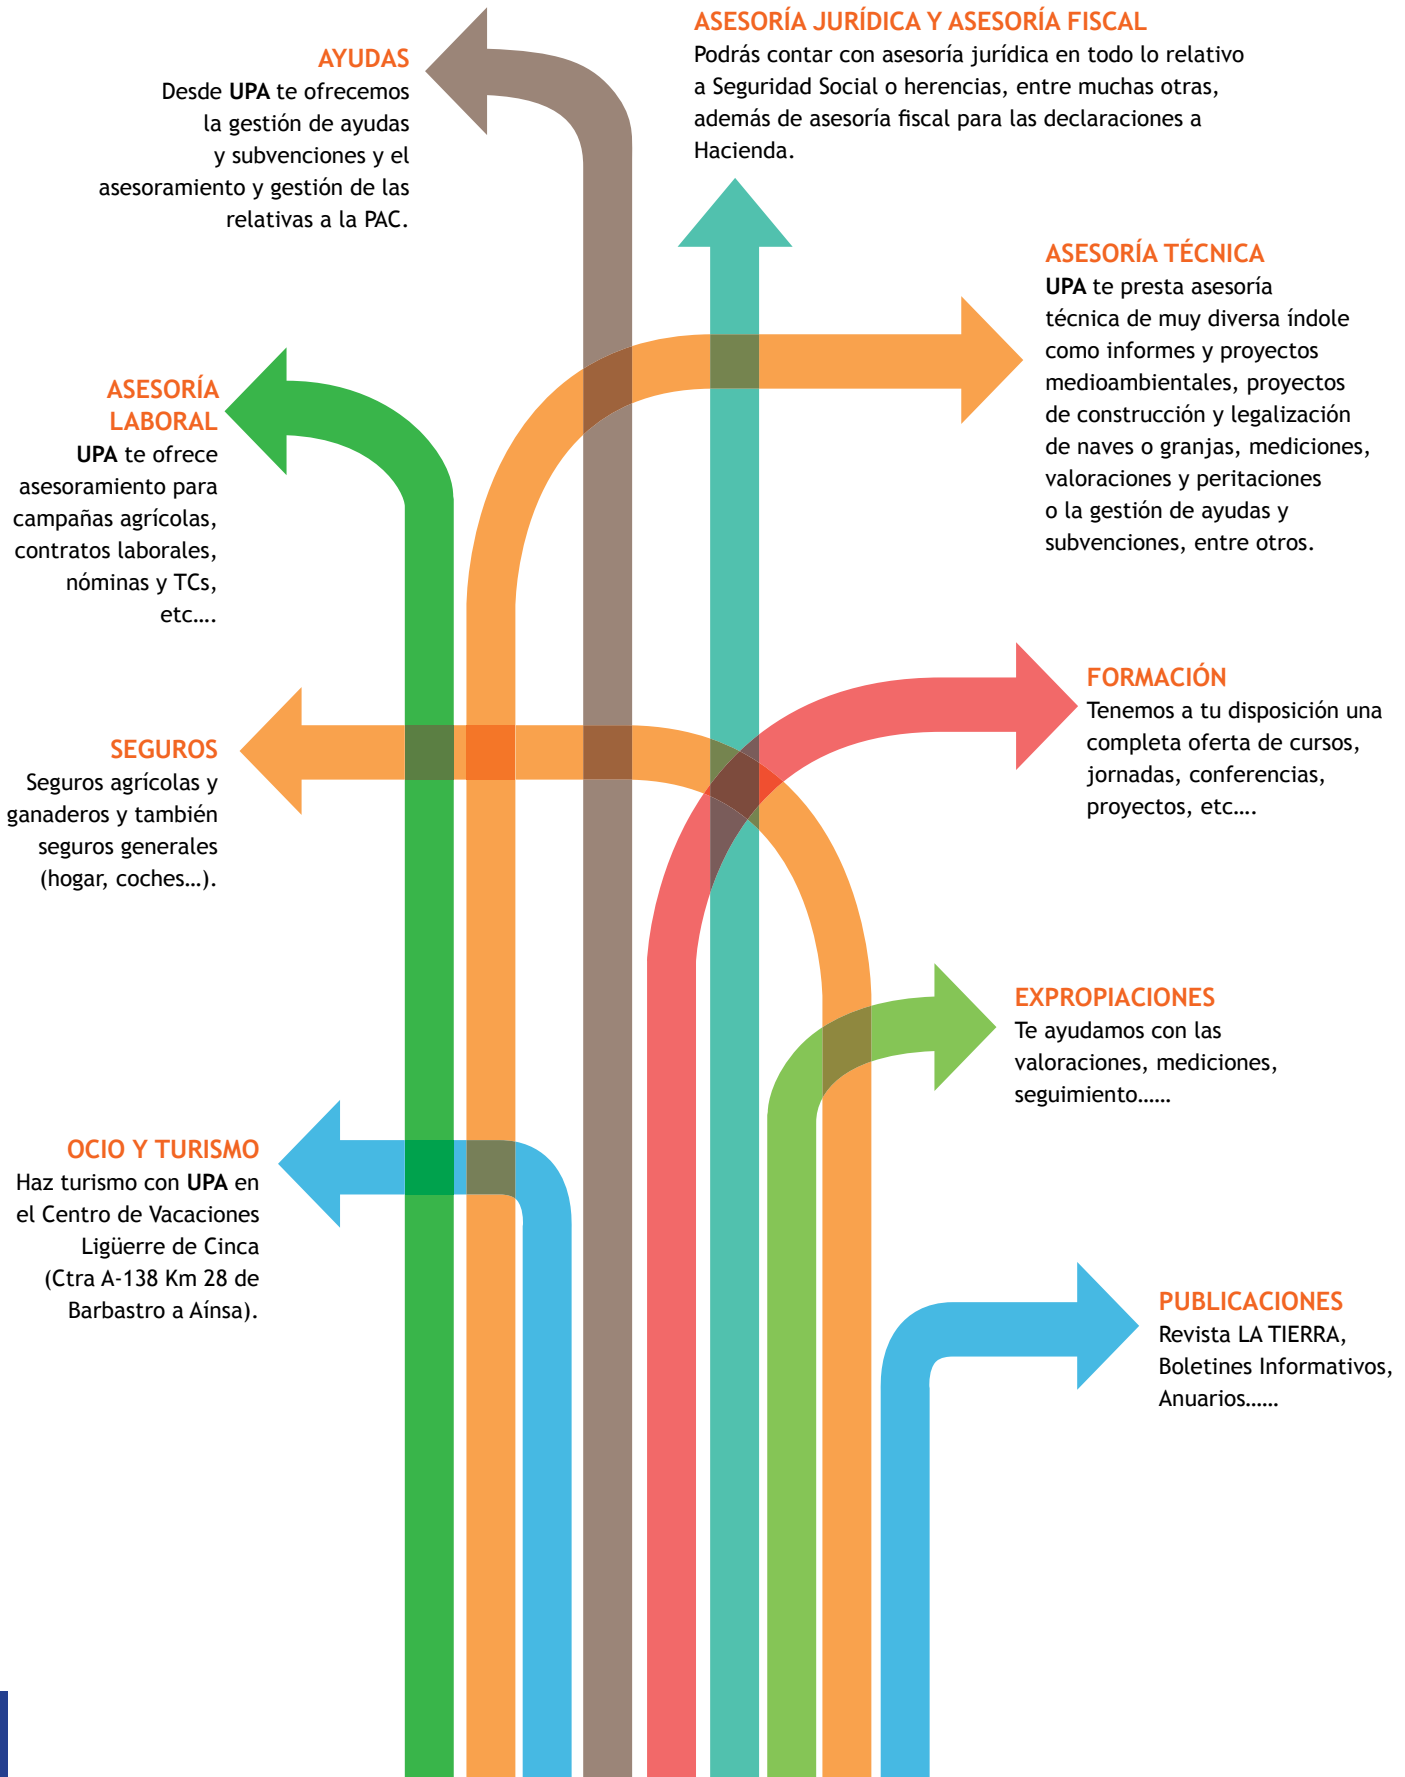 AYUDAS
Desde UPA te ofrecemos
la gestión de ayudas
y subvenciones y el
asesoramiento y gestión de las
relativas a la PAC.
ASESORÍA JURÍDICA Y ASESORÍA FISCAL
Podrás contar con asesoría jurídica en todo lo relativo
a Seguridad Social o herencias, entre muchas otras,
además de asesoría fiscal para las declaraciones a
Hacienda.
ASESORÍA TÉCNICA
UPA te presta asesoría
técnica de muy diversa índole
como informes y proyectos
medioambientales, proyectos
de construcción y legalización
de naves o granjas, mediciones,
valoraciones y peritaciones
o la gestión de ayudas y
subvenciones, entre otros.
ASESORÍA
LABORAL
UPA te ofrece
asesoramiento para
campañas agrícolas,
contratos laborales,
nóminas y TCs,
etc….
FORMACIÓN
Tenemos a tu disposición una
completa oferta de cursos,
jornadas, conferencias,
proyectos, etc….
SEGUROS
Seguros agrícolas y
ganaderos y también
seguros generales
(hogar, coches…).
EXPROPIACIONES
Te ayudamos con las
valoraciones, mediciones,
seguimiento……
OCIO Y TURISMO
Haz turismo con UPA en
el Centro de Vacaciones
Ligüerre de Cinca
(Ctra A-138 Km 28 de
Barbastro a Aínsa).
PUBLICACIONES
Revista LA TIERRA,
Boletines Informativos,
Anuarios……